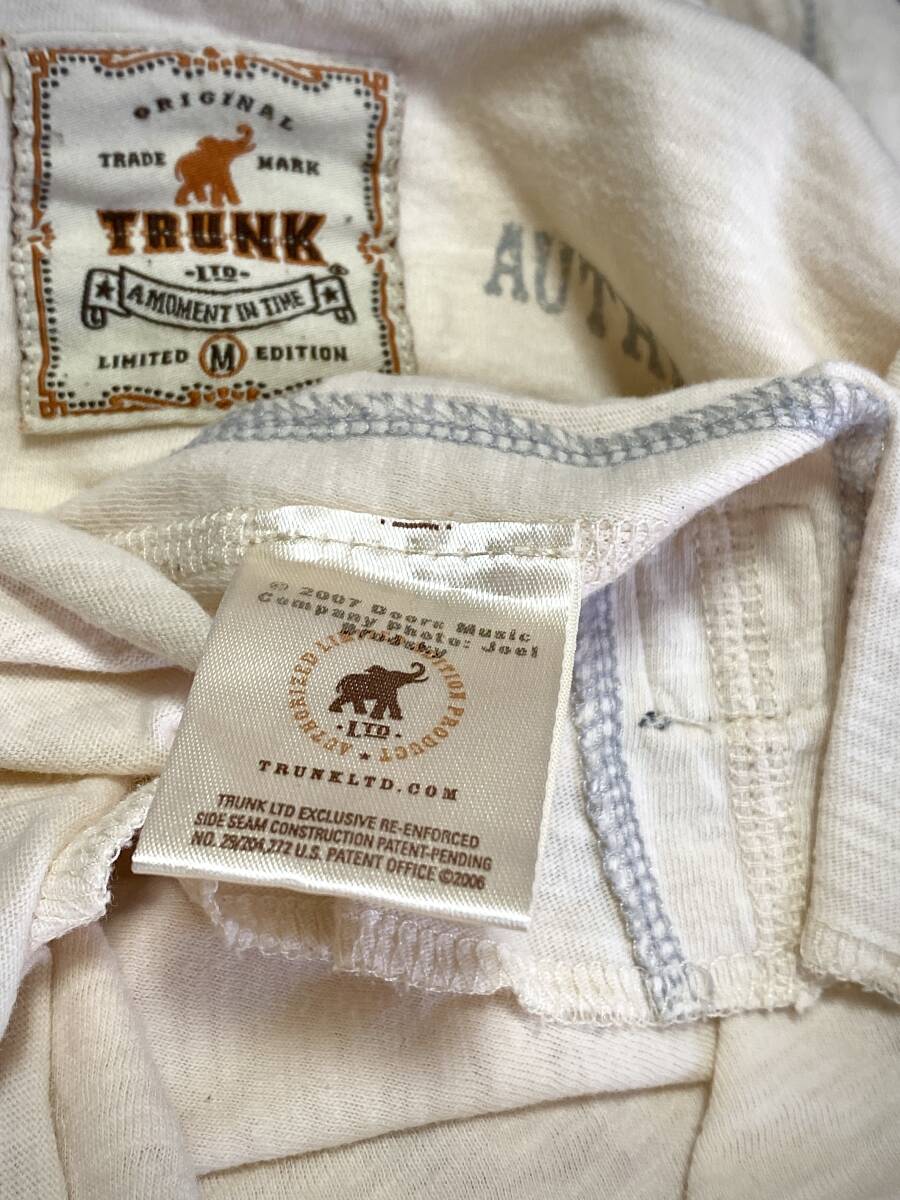 ORIGINAL
TRADE MARK
TRUNK
-LTD-
®
A MOMENT IN TIME
LIMITED M EDITION
AUTH
© 2007 Doors Music
Company Photo: Joel
Brodsky
AUTHORIZED LIMITED EDITION PRODUCT
·LTD·
TRUNKLTD.COM
TRUNK LTD EXCLUSIVE RE-ENFORCED
SIDE SEAM CONSTRUCTION PATENT-PENDING
NO. 29/204,272 U.S. PATENT OFFICE ©2006